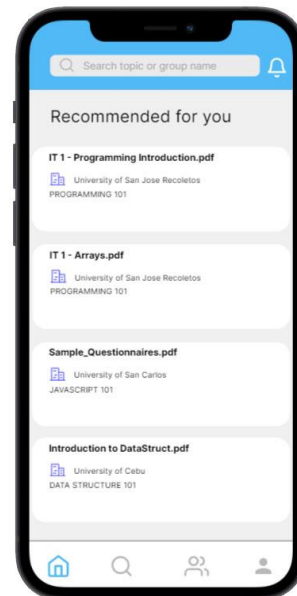 Search topic or group name
Recommended for you
IT 1 - Programming Introduction.pdf
University of San Jose Recoletos
PROGRAMMING 101
IT 1 - Arrays.pdf
University of San Jose Recoletos
PROGRAMMING 101
Sample_Questionnaires.pdf
University of San Carlos
JAVASCRIPT 101
Introduction to DataStruct.pdf
University of Cebu
DATA STRUCTURE 101